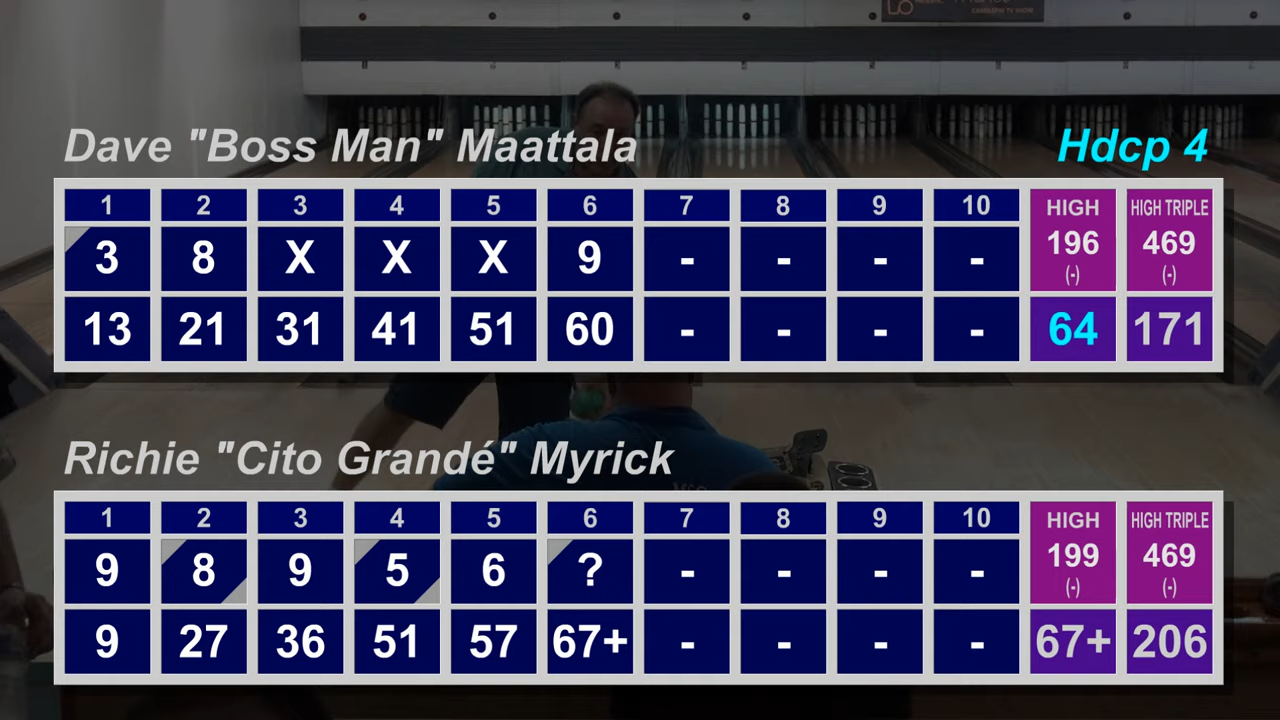 CANDLEPIN TV SHOW
Dave "Boss Man" Maattala Hdcp 4
1 2 3 4 5 6 7 8 9 10 HIGH HIGH TRIPLE
3 8 X X X 9 - - - - 196 469
(-) (-)
13 21 31 41 51 60 - - - - 64 171
Richie "Cito Grandé" Myrick
1 2 3 4 5 6 7 8 9 10 HIGH HIGH TRIPLE
9 8 9 5 6 ? - - - - 199 469
(-) (-)
9 27 36 51 57 67+ - - - - 67+ 206